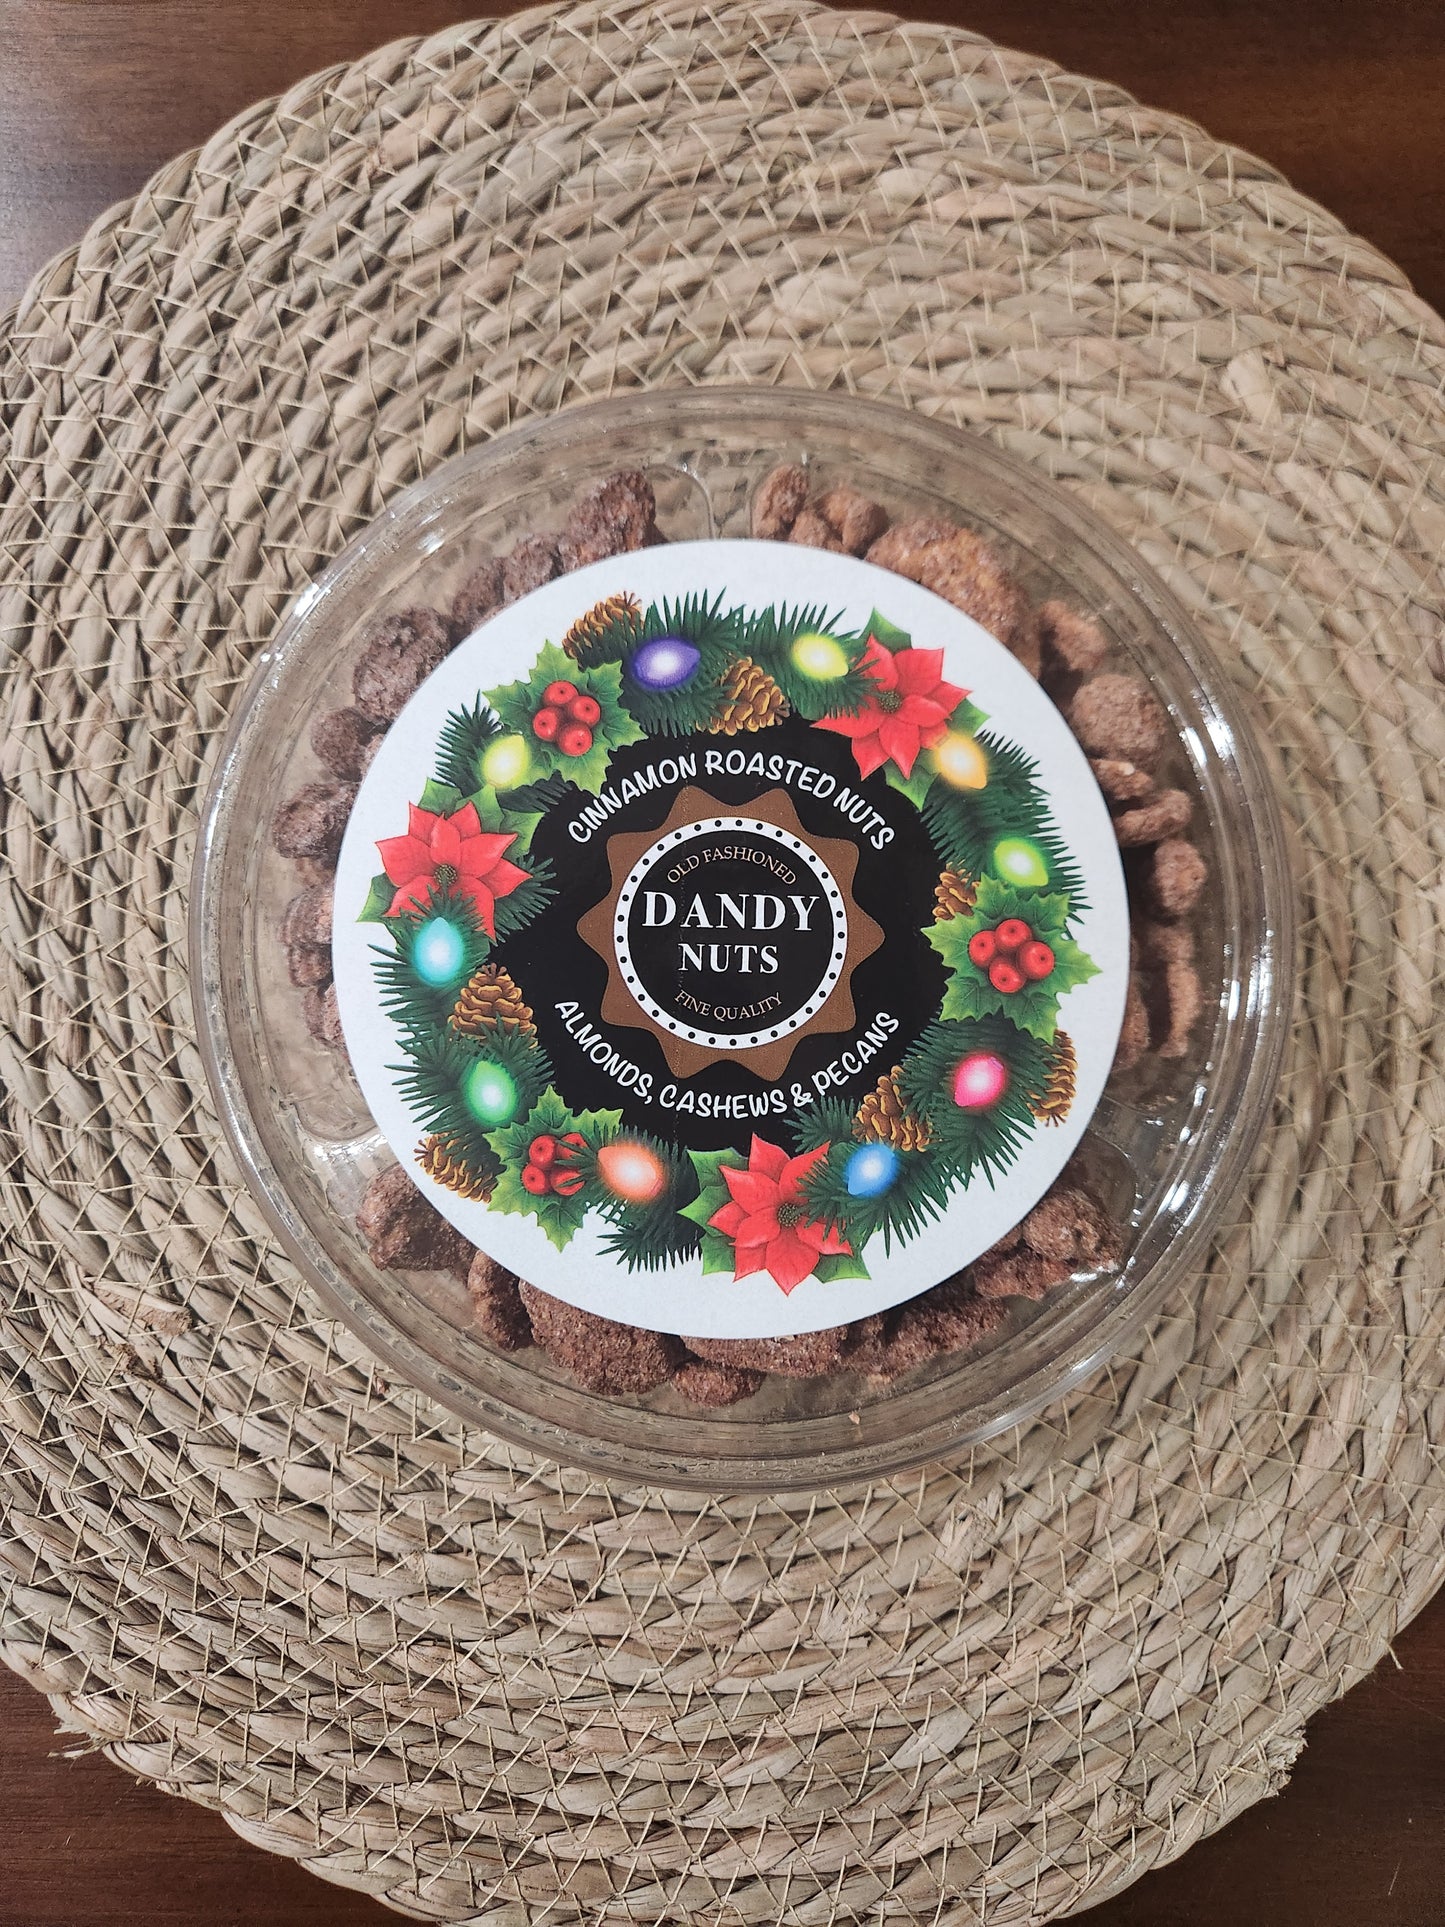 CINNAMON ROASTED NUTS
OLD FASHIONED
DANDY
NUTS
FINE QUALITY
ALMONDS, CASHEWS & PECANS